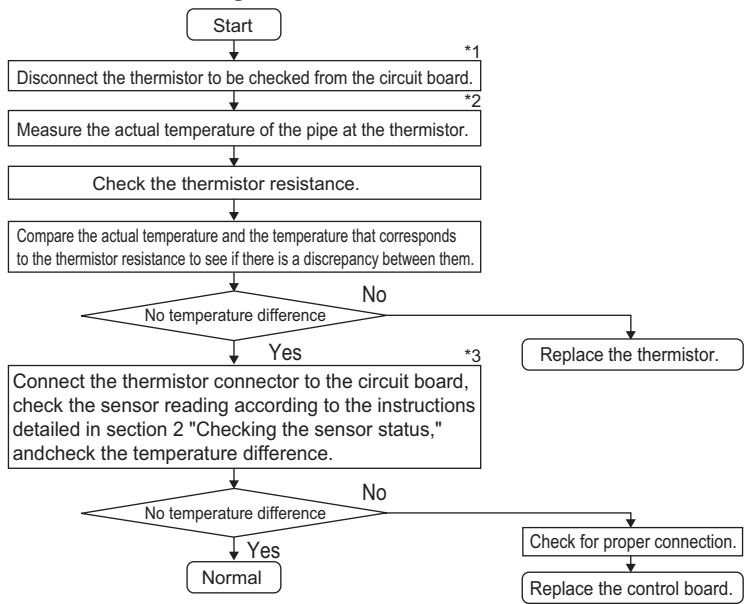 Start
*1
Disconnect the thermistor to be checked from the circuit board.
*2
Measure the actual temperature of the pipe at the thermistor.
Check the thermistor resistance.
Compare the actual temperature and the temperature that corresponds
to the thermistor resistance to see if there is a discrepancy between them.
No temperature difference
No
Replace the thermistor.
Yes
*3
Connect the thermistor connector to the circuit board,
check the sensor reading according to the instructions
detailed in section 2 "Checking the sensor status,"
andcheck the temperature difference.
No temperature difference
No
Check for proper connection.
Replace the control board.
Yes
Normal